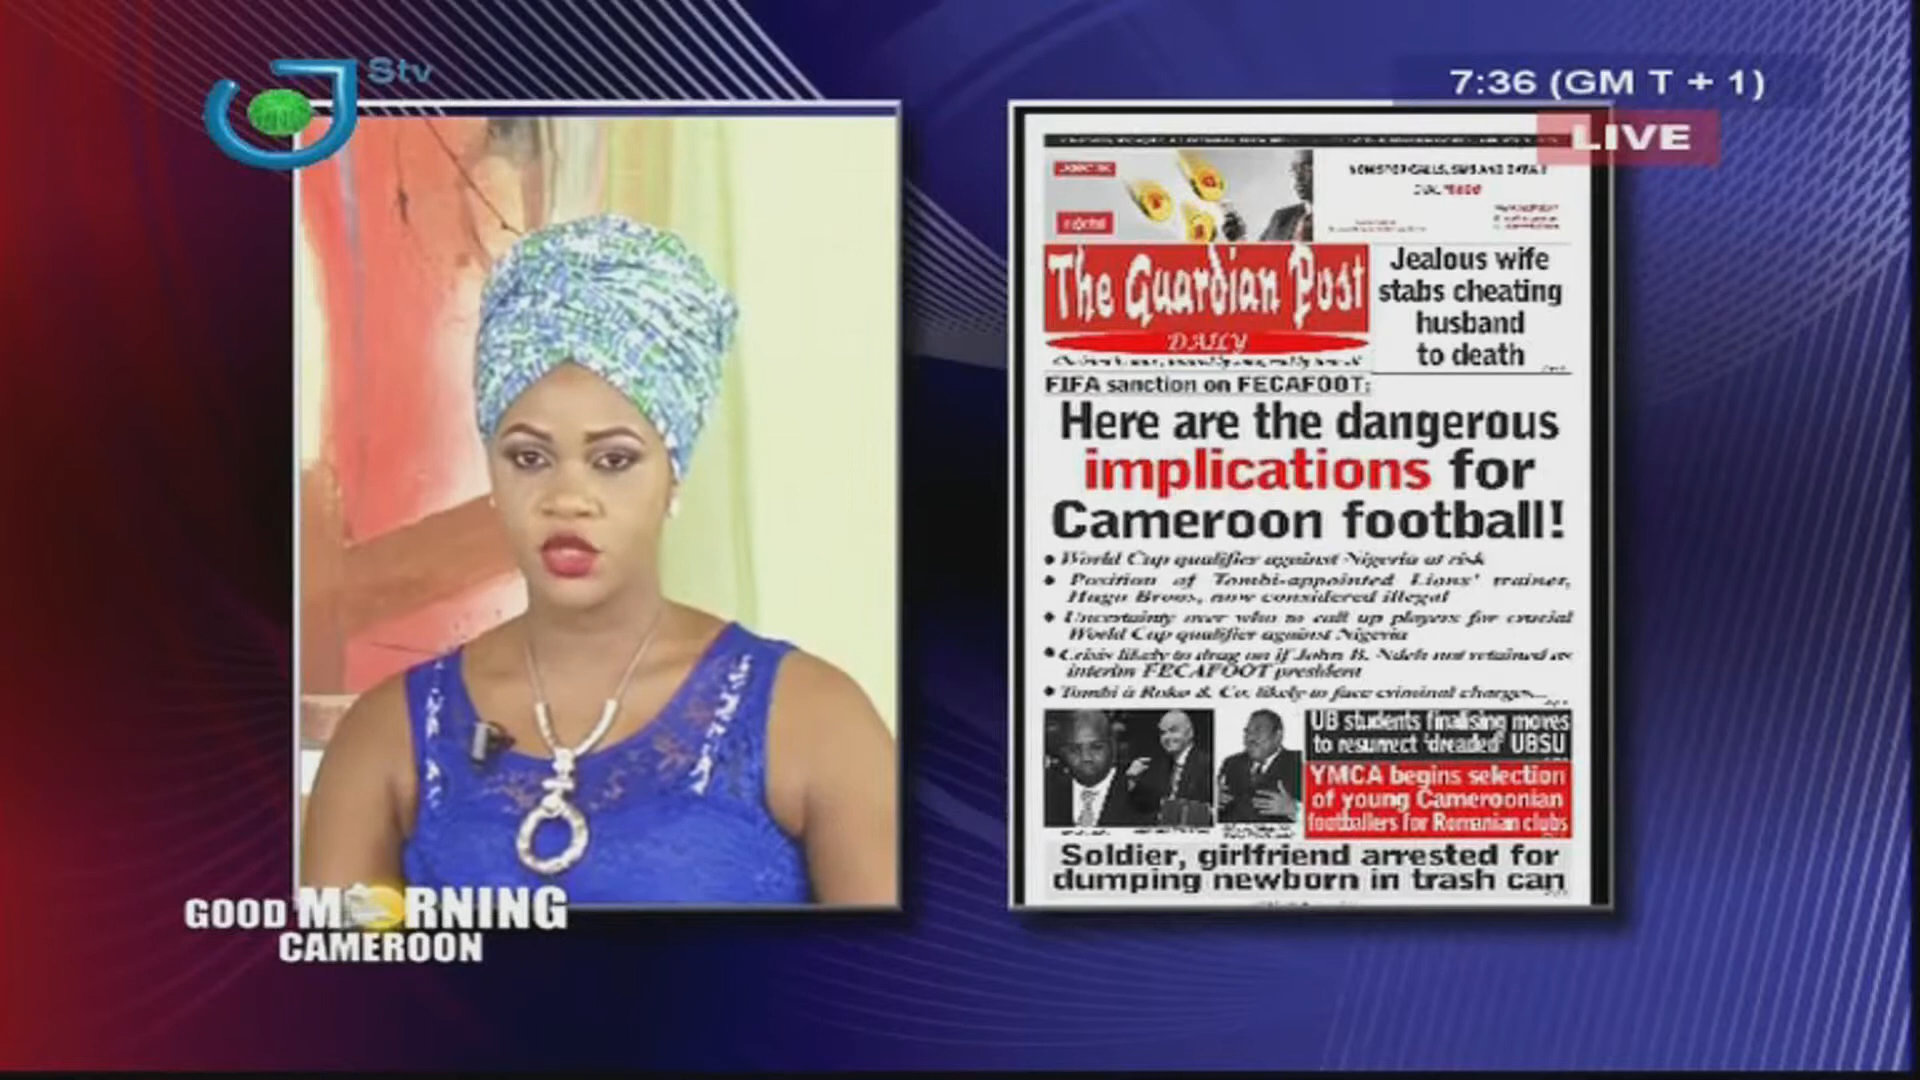 Stv
7:36 (GM T + 1)
LIVE
NONSTOP CALLS, SMS AND DATA
The Guardian Post
DAILY
Jealous wife
stabs cheating
husband
to death
FIFA sanction on FECAFOOT:
Here are the dangerous
implications for
Cameroon football!
• World Cup qualifier against Nigeria at risk
• Position of Tombi-appointed Lions' trainer,
Hugo Broos, now considered illegal
• Uncertainty over who to call up players for crucial
World Cup qualifier against Nigeria
• Crisis likely to drag on if John B. Ndeh not retained as
interim FECAFOOT president
• Tombi à Roko & Co. likely to face criminal charges...
UB students finalising moves
to resurrect 'dreaded' UBSU
YMCA begins selection
of young Cameroonian
footballers for Romanian clubs
Soldier, girlfriend arrested for
dumping newborn in trash can
GOOD MORNING
CAMEROON